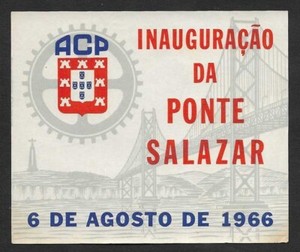 ACP
INAUGURAÇÃO
DA
PONTE
SALAZAR
6 DE AGOSTO DE 1966